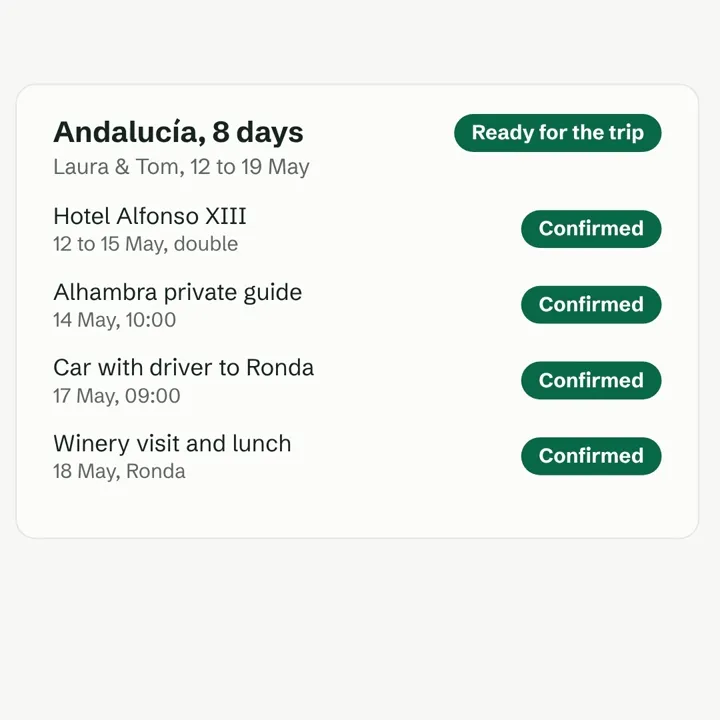 Andalucía, 8 days
Ready for the trip
Laura & Tom, 12 to 19 May
Hotel Alfonso XIII
12 to 15 May, double
Confirmed
Alhambra private guide
14 May, 10:00
Confirmed
Car with driver to Ronda
17 May, 09:00
Confirmed
Winery visit and lunch
18 May, Ronda
Confirmed